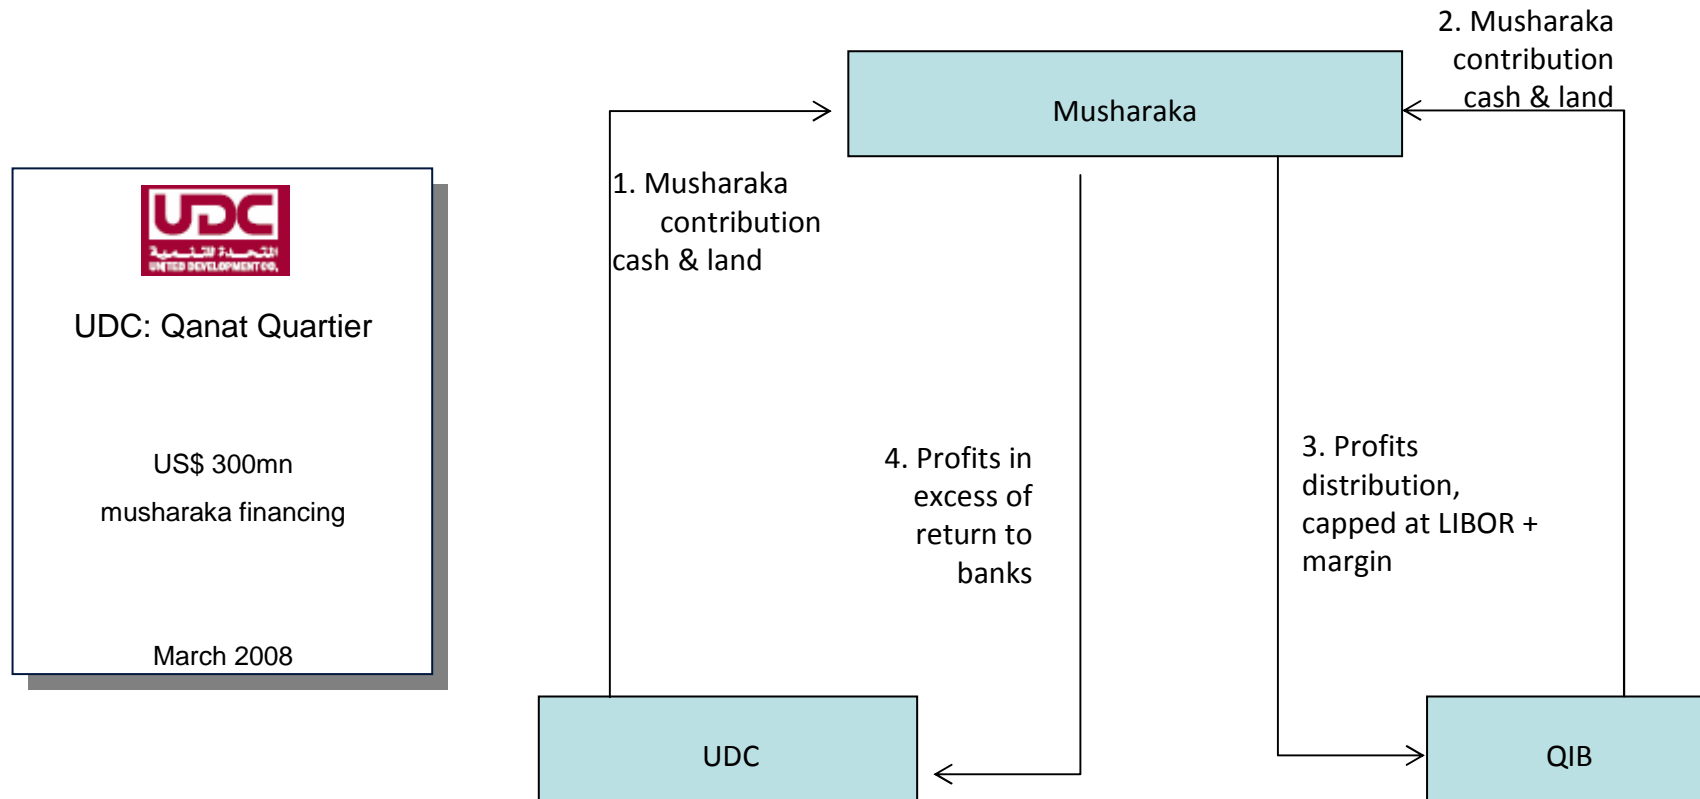 UDC
المتحدة للتنمية
UNITED DEVELOPMENT CO.
UDC: Qanat Quartier
US$ 300mn
musharaka financing
March 2008
Musharaka
1. Musharaka
contribution
cash & land
2. Musharaka
contribution
cash & land
4. Profits in
excess of
return to
banks
3. Profits
distribution,
capped at LIBOR +
margin
UDC
QIB